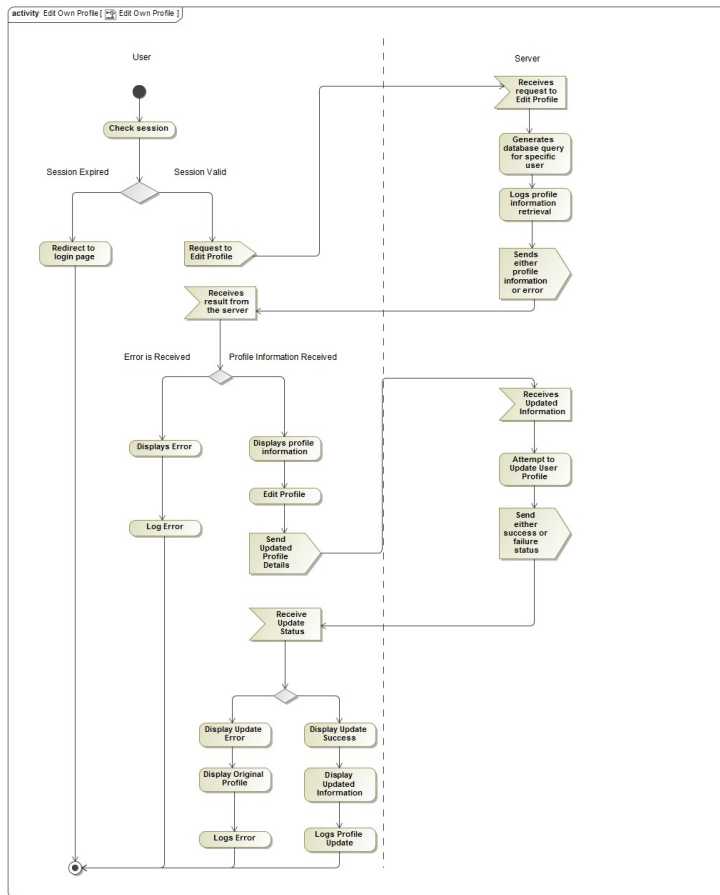 activity Edit Own Profile [ Edit Own Profile ]
User
Server
Check session
Session Expired
Session Valid
Redirect to
login page
Request to
Edit Profile
Receives
request to
Edit Profile
Generates
database query
for specific
user
Logs profile
information
retrieval
Sends
either
profile
information
or error
Receives
result from
the server
Error is Received
Profile Information Received
Displays Error
Log Error
Displays profile
information
Edit Profile
Send
Updated
Profile
Details
Receives
Updated
Information
Attempt to
Update User
Profile
Send
either
success or
failure
status
Receive
Update
Status
Display Update
Error
Display Original
Profile
Logs Error
Display Update
Success
Display
Updated
Information
Logs Profile
Update